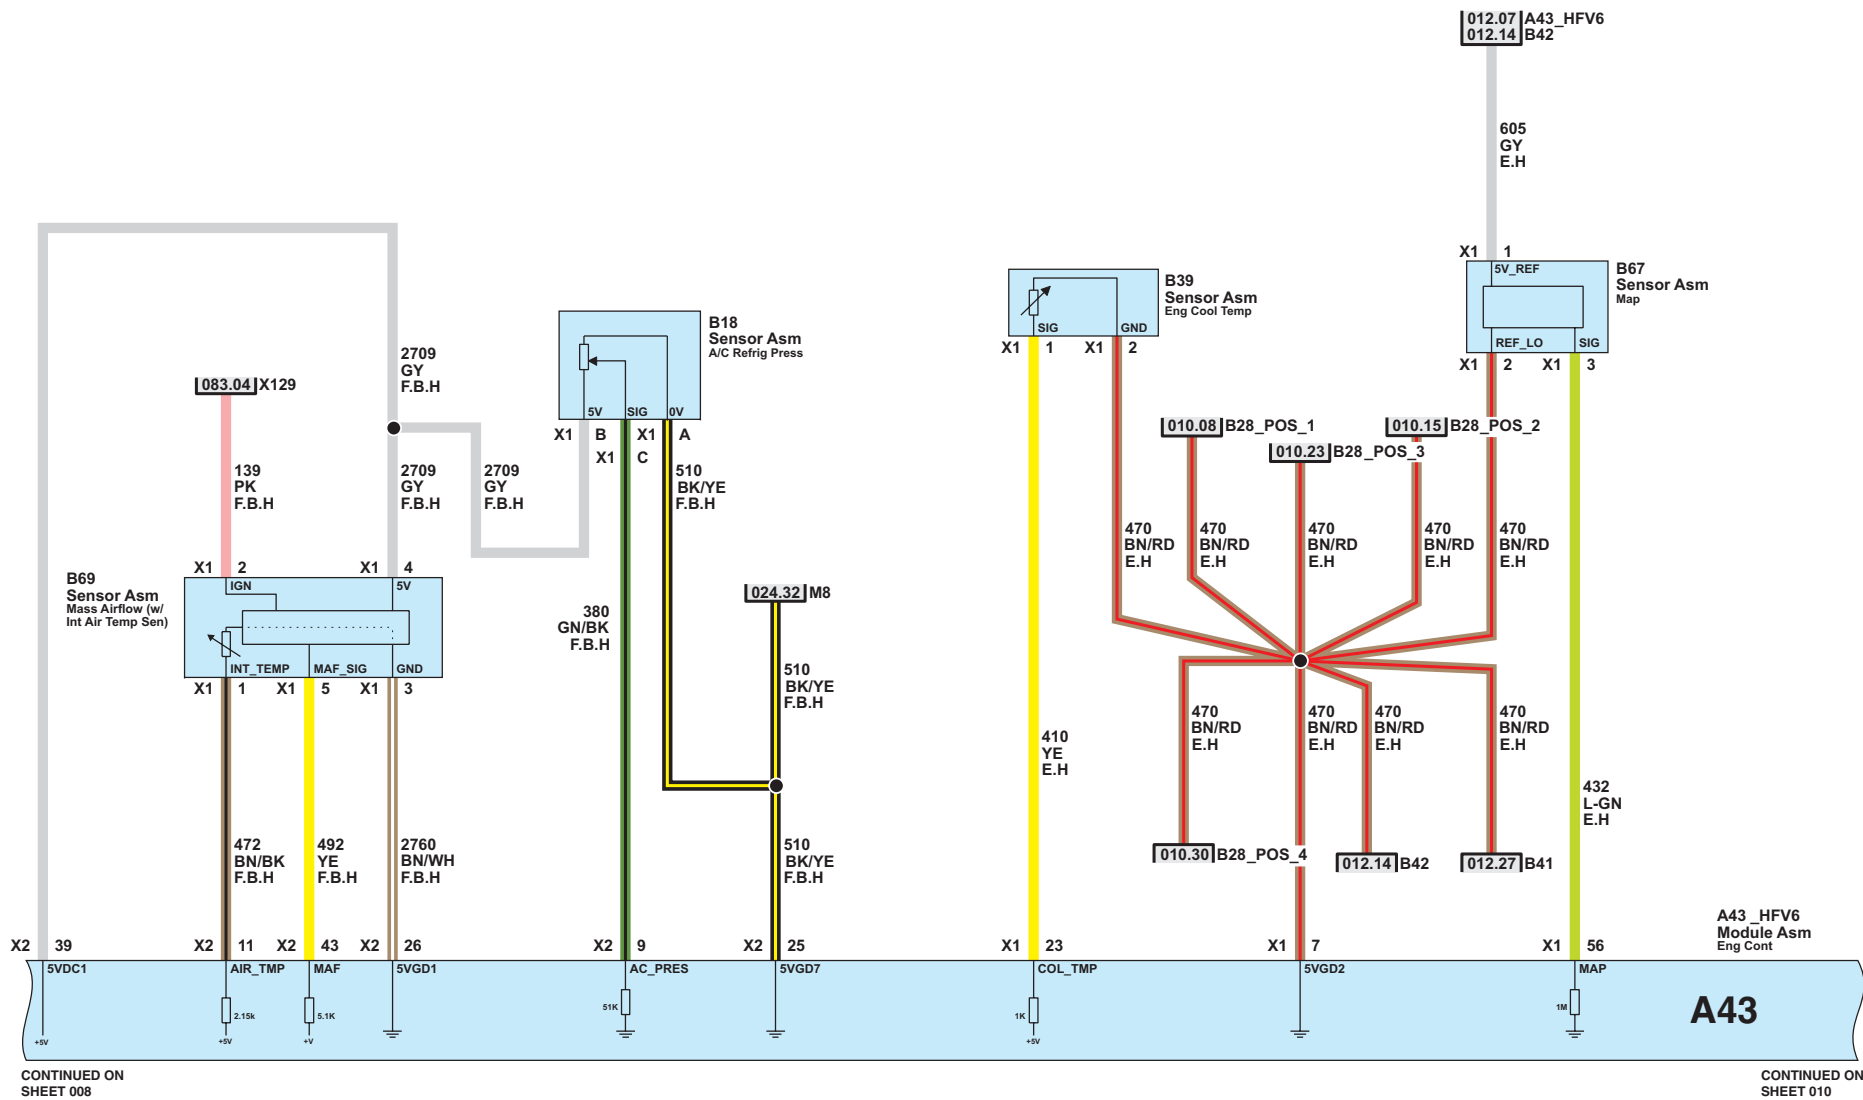 012.07 A43_HFV6
012.14 B42
605
GY
E.H
X1 1
5V_REF
B67
Sensor Asm
Map
REF_LO SIG
X1 2 X1 3
B39
Sensor Asm
Eng Cool Temp
SIG GND
X1 1 X1 2
B18
Sensor Asm
A/C Refrig Press
5V SIG 0V
X1 B X1 A
X1 C
2709
GY
F.B.H
083.04 X129
139
PK
F.B.H
2709
GY
F.B.H
2709
GY
F.B.H
510
BK/YE
F.B.H
010.08 B28_POS_1
010.23 B28_POS_3
010.15 B28_POS_2
470
BN/RD
E.H
470
BN/RD
E.H
470
BN/RD
E.H
470
BN/RD
E.H
470
BN/RD
E.H
B69
Sensor Asm
Mass Airflow (w/
Int Air Temp Sen)
X1 2 X1 4
IGN 5V
INT_TEMP MAF_SIG GND
X1 1 X1 5 X1 3
380
GN/BK
F.B.H
024.32 M8
510
BK/YE
F.B.H
470
BN/RD
E.H
470
BN/RD
E.H
470
BN/RD
E.H
470
BN/RD
E.H
410
YE
E.H
432
L-GN
E.H
472
BN/BK
F.B.H
492
YE
F.B.H
2760
BN/WH
F.B.H
510
BK/YE
F.B.H
010.30 B28_POS_4
012.14 B42
012.27 B41
A43 _HFV6
Module Asm
Eng Cont
X2 39 X2 11 X2 43 X2 26 X2 9 X2 25 X1 23 X1 7 X1 56
5VDC1 AIR_TMP MAF 5VGD1 AC_PRES 5VGD7 COL_TMP 5VGD2 MAP
2.15k 5.1K 51K 1K 1M
A43
+5V +5V +V +5V
CONTINUED ON
SHEET 008
CONTINUED ON
SHEET 010